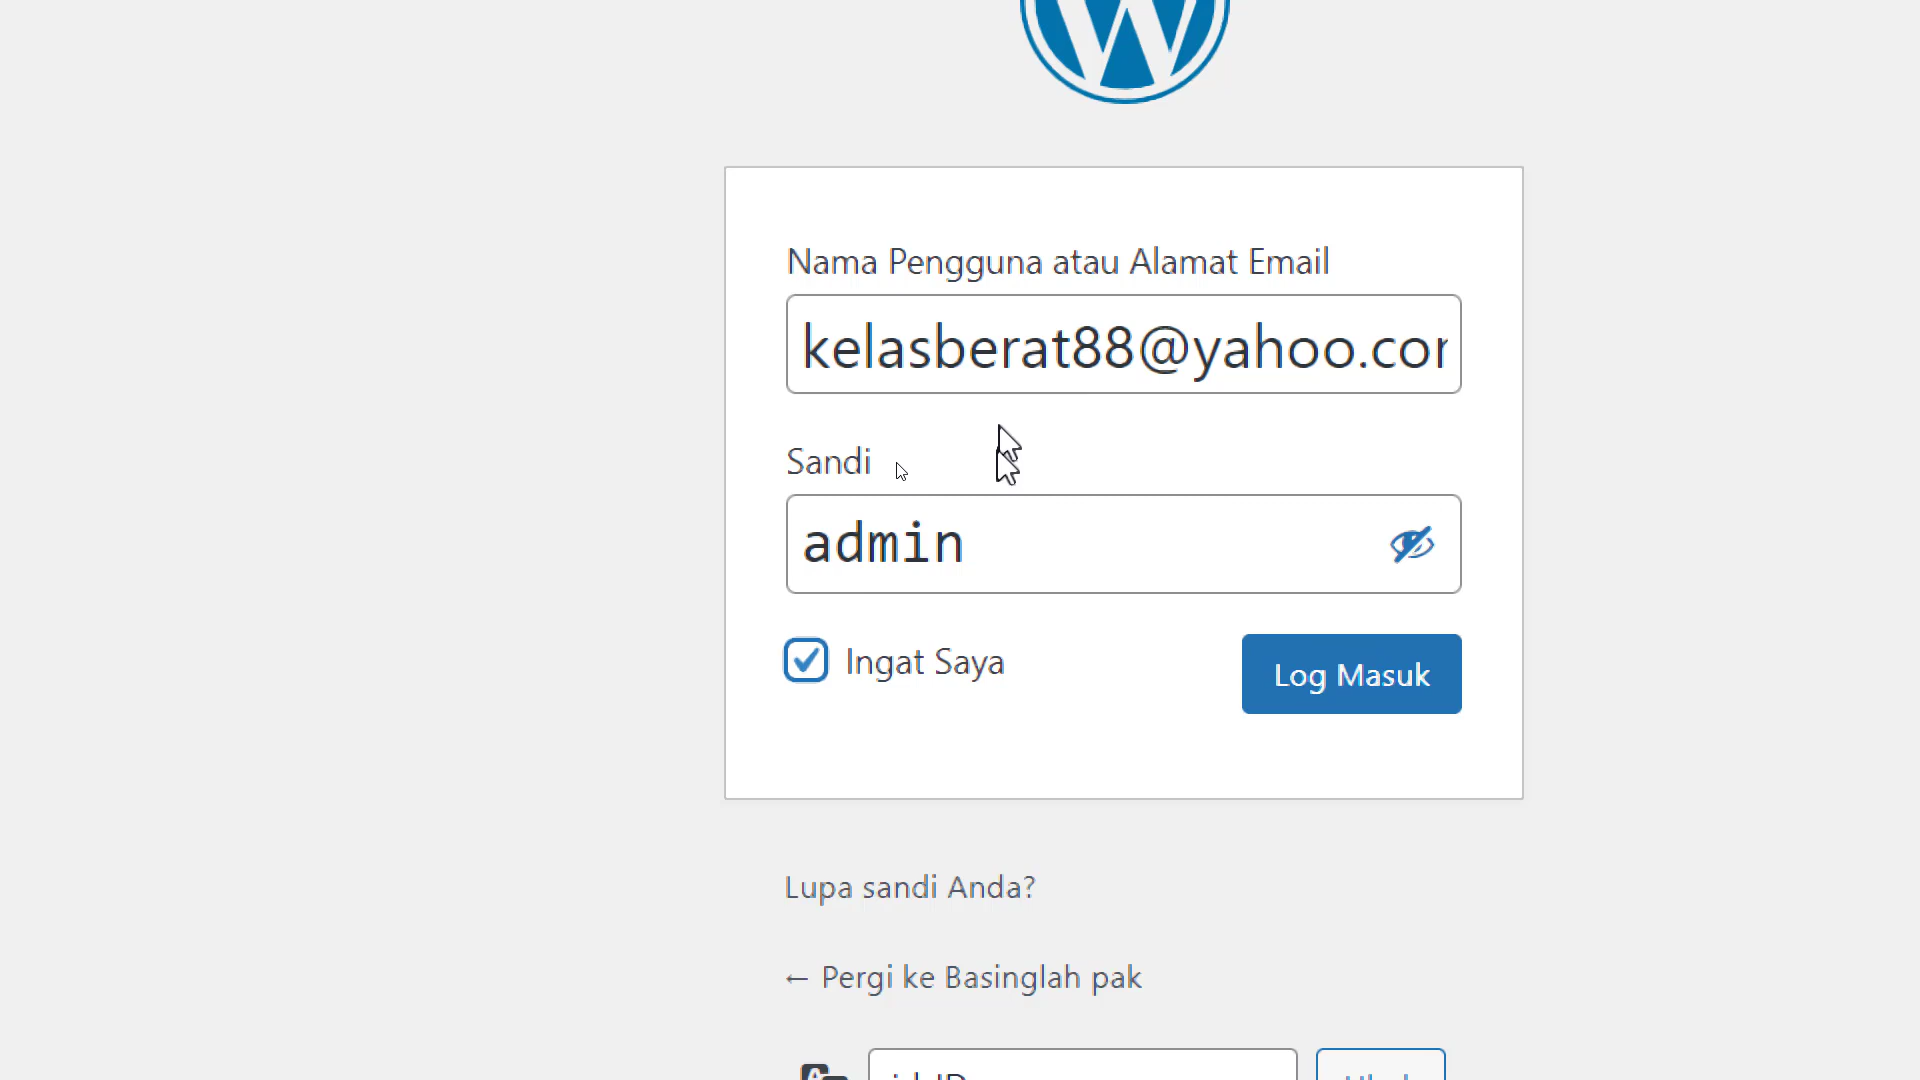 Nama Pengguna atau Alamat Email
kelasberat88@yahoo.com
Sandi
admin
Ingat Saya
Log Masuk
Lupa sandi Anda?
← Pergi ke Basinglah pak